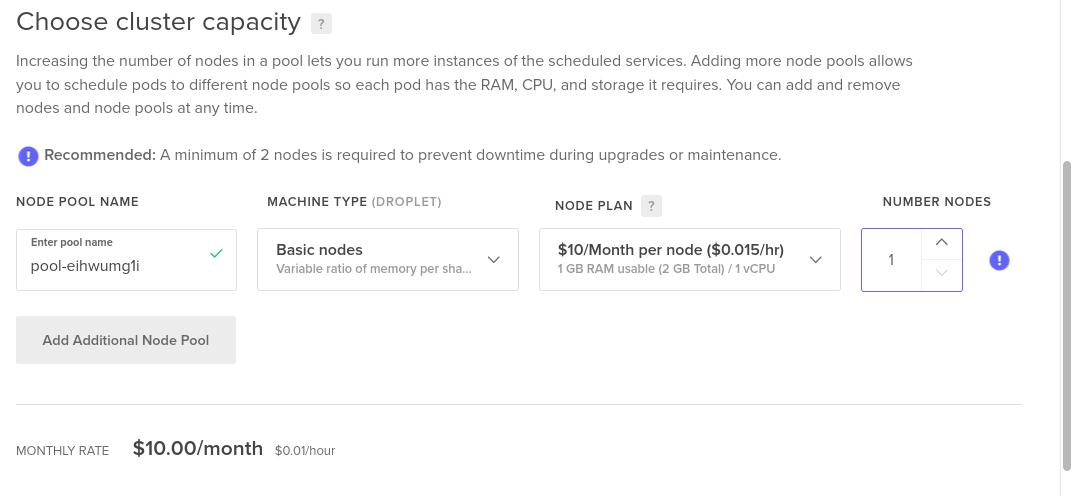 Choose cluster capacity ?
Increasing the number of nodes in a pool lets you run more instances of the scheduled services. Adding more node pools allows
you to schedule pods to different node pools so each pod has the RAM, CPU, and storage it requires. You can add and remove
nodes and node pools at any time.
! Recommended: A minimum of 2 nodes is required to prevent downtime during upgrades or maintenance.
NODE POOL NAME
MACHINE TYPE (DROPLET)
NODE PLAN ?
NUMBER NODES
Enter pool name
pool-eihwumg1i
Basic nodes
Variable ratio of memory per sha...
$10/Month per node ($0.015/hr)
1 GB RAM usable (2 GB Total) / 1 vCPU
1
!
Add Additional Node Pool
MONTHLY RATE $10.00/month $0.01/hour